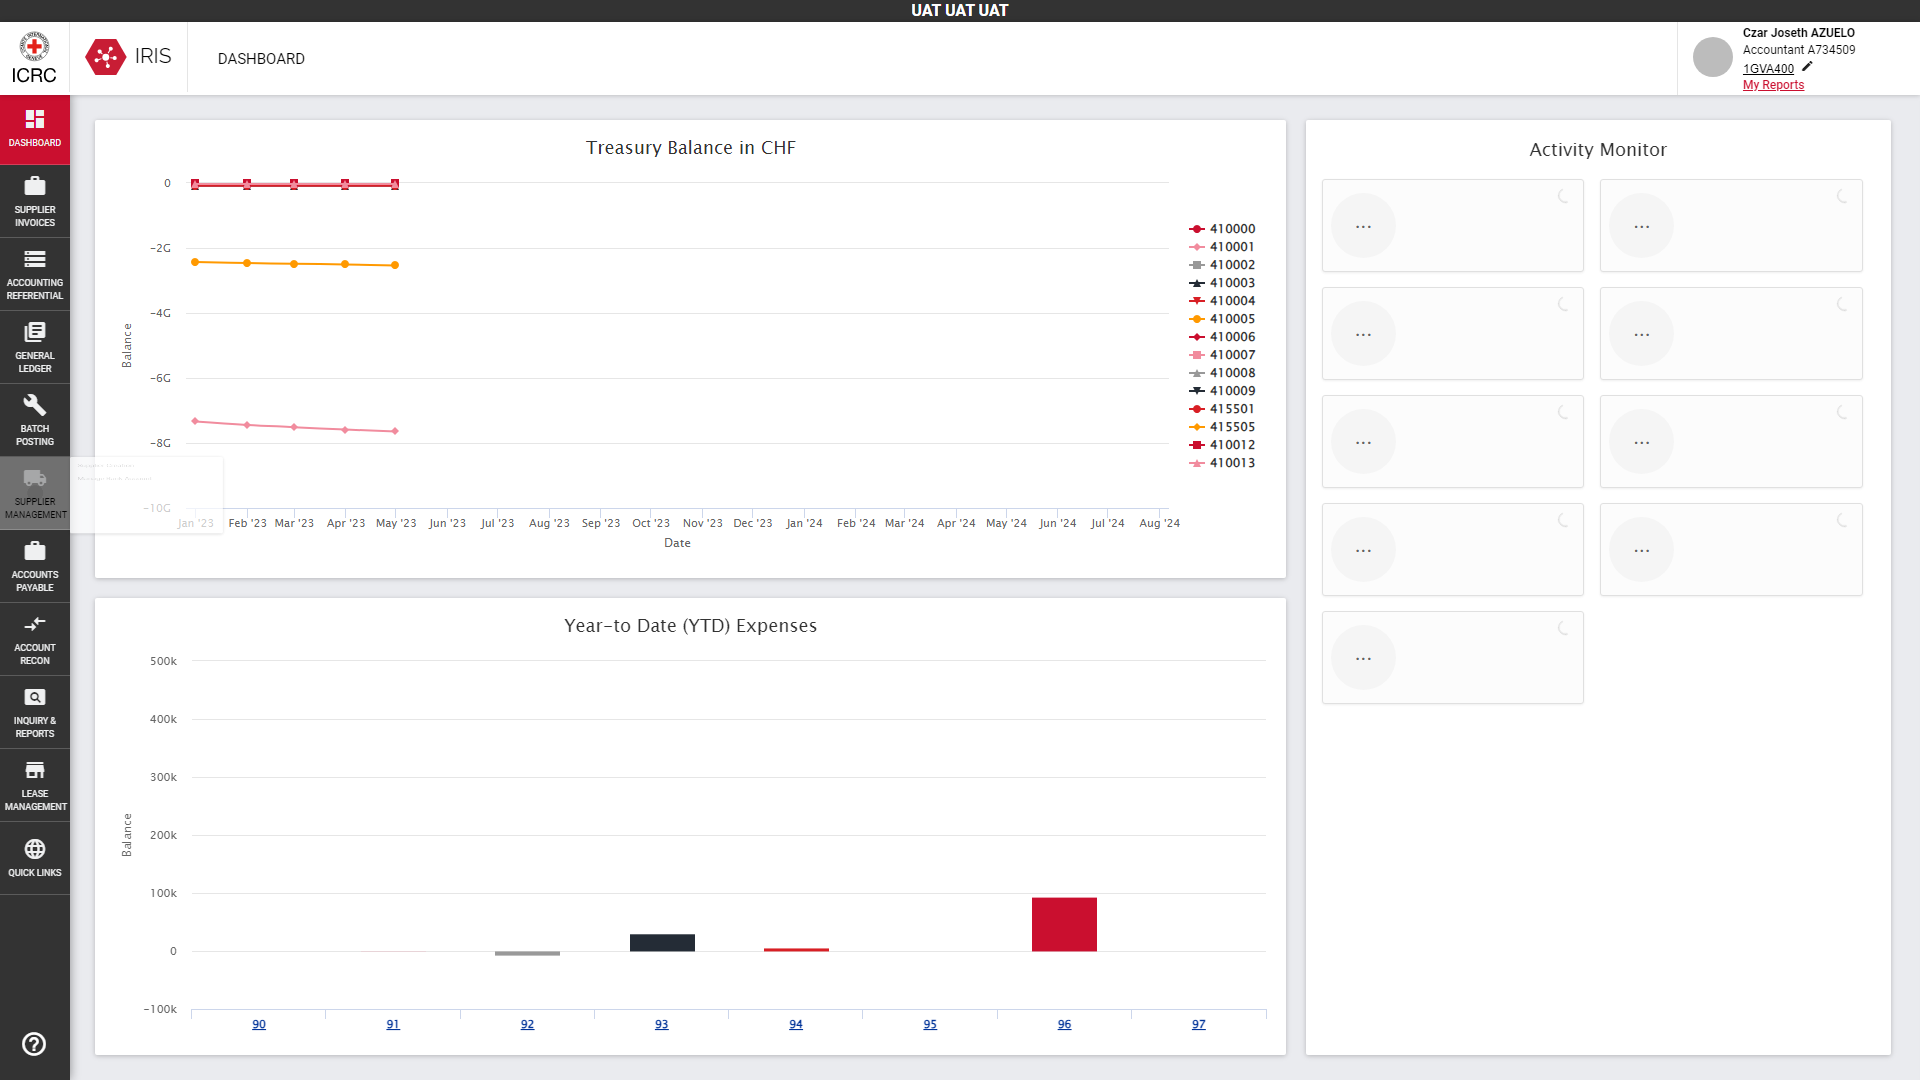 UAT UAT UAT
ICRC
IRIS
DASHBOARD
Czar Joseth AZUELO
Accountant A734509
1GVA400
My Reports
DASHBOARD
SUPPLIER
INVOICES
ACCOUNTING
REFERENTIAL
GENERAL
LEDGER
BATCH
POSTING
SUPPLIER
MANAGEMENT
ACCOUNTS
PAYABLE
ACCOUNT
RECON
INQUIRY &
REPORTS
LEASE
MANAGEMENT
QUICK LINKS
Treasury Balance in CHF
0
−2G
−4G
−6G
−8G
−10G
Balance
Jan '23 Feb '23 Mar '23 Apr '23 May '23 Jun '23 Jul '23 Aug '23 Sep '23 Oct '23 Nov '23 Dec '23 Jan '24 Feb '24 Mar '24 Apr '24 May '24 Jun '24 Jul '24 Aug '24
Date
410000
410001
410002
410003
410004
410005
410006
410007
410008
410009
415501
415505
410012
410013
Year−to Date (YTD) Expenses
500k
400k
300k
200k
100k
0
−100k
Balance
90 91 92 93 94 95 96 97
Activity Monitor
... ...
... ...
... ...
... ...
...